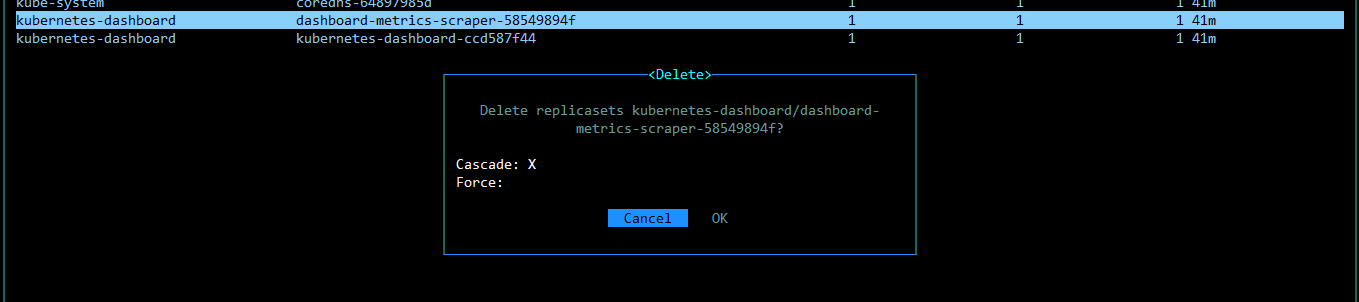 kube-system coredns-64897985d 1 1 1 41m
kubernetes-dashboard dashboard-metrics-scraper-58549894f 1 1 1 41m
kubernetes-dashboard kubernetes-dashboard-ccd587f44 1 1 1 41m
<Delete>
Delete replicasets kubernetes-dashboard/dashboard-
metrics-scraper-58549894f?
Cascade: X
Force:
Cancel OK